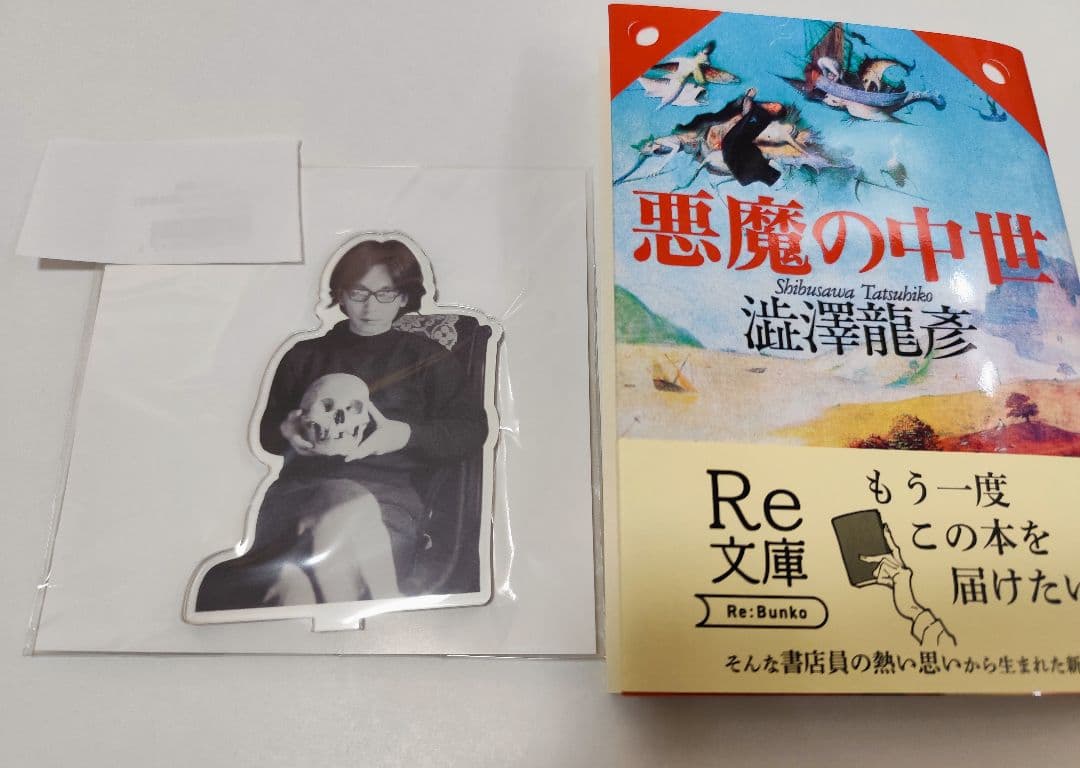 悪魔の中世
Shibusawa Tatsuhiko
澁澤龍彥
Re
文庫
Re:Bunko
もう一度
この本を
届けたい
そんな書店員の熱い思いから生まれた新